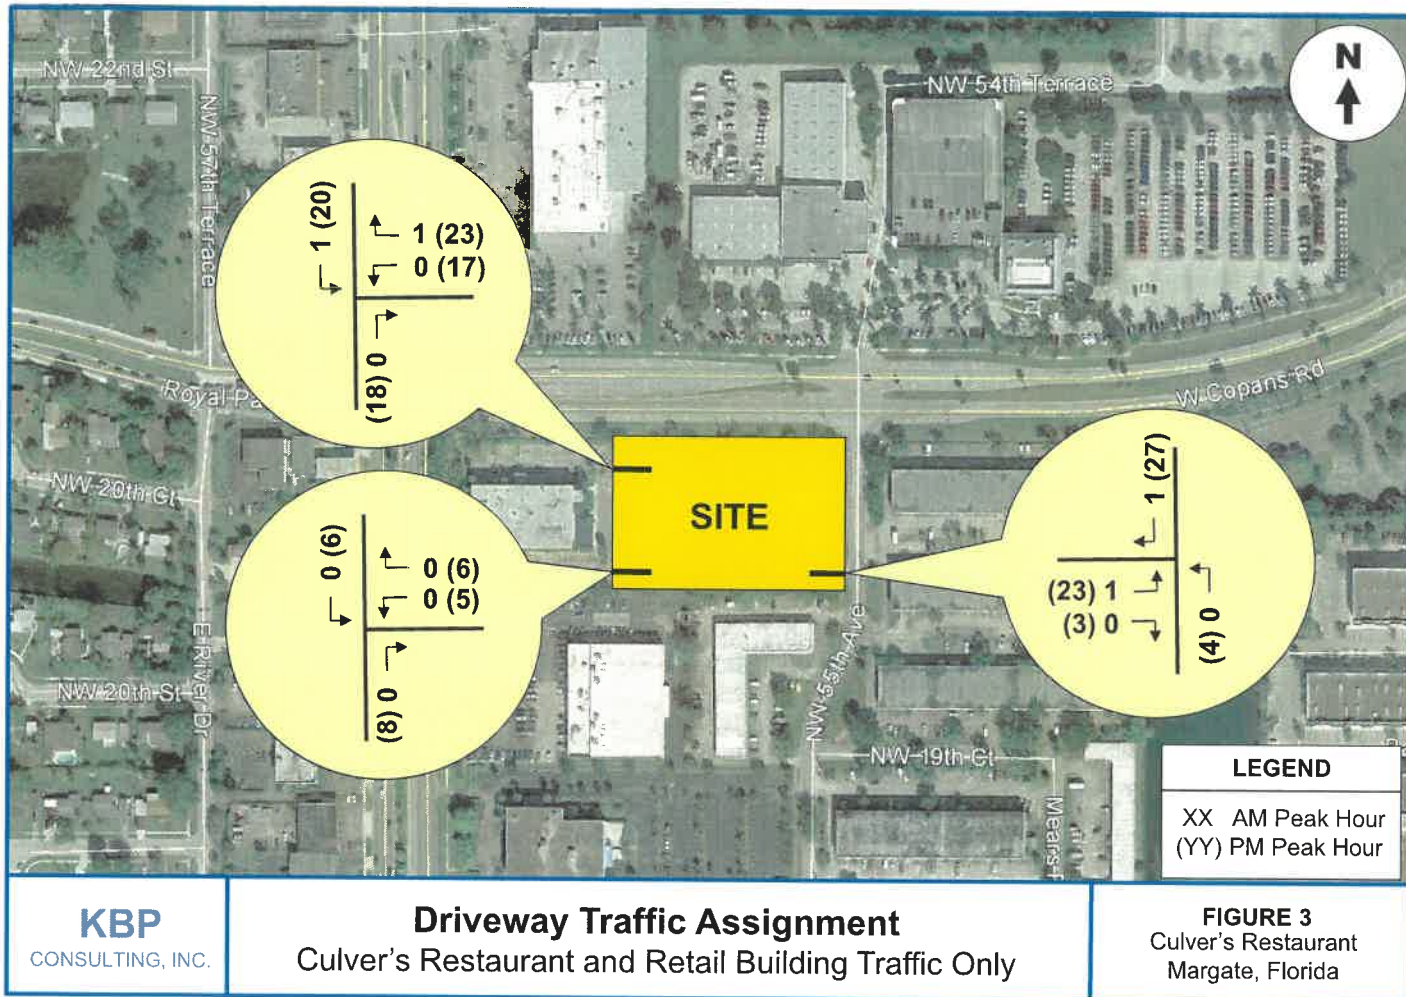 NW 22nd St
NW 57th Terrace
NW 54th Terrace
N
1 (20)
1 (23)
0 (17)
(18) 0
Royal Pa
W Copans Rd
NW 20th Ct
SITE
0 (6)
0 (6)
0 (5)
(8) 0
1 (27)
(23) 1
(3) 0
(4) 0
E River Dr
NW 20th St
NW 55th Ave
NW 19th Ct
Mears
LEGEND
XX AM Peak Hour
(YY) PM Peak Hour
KBP
CONSULTING, INC.
Driveway Traffic Assignment
Culver's Restaurant and Retail Building Traffic Only
FIGURE 3
Culver's Restaurant
Margate, Florida